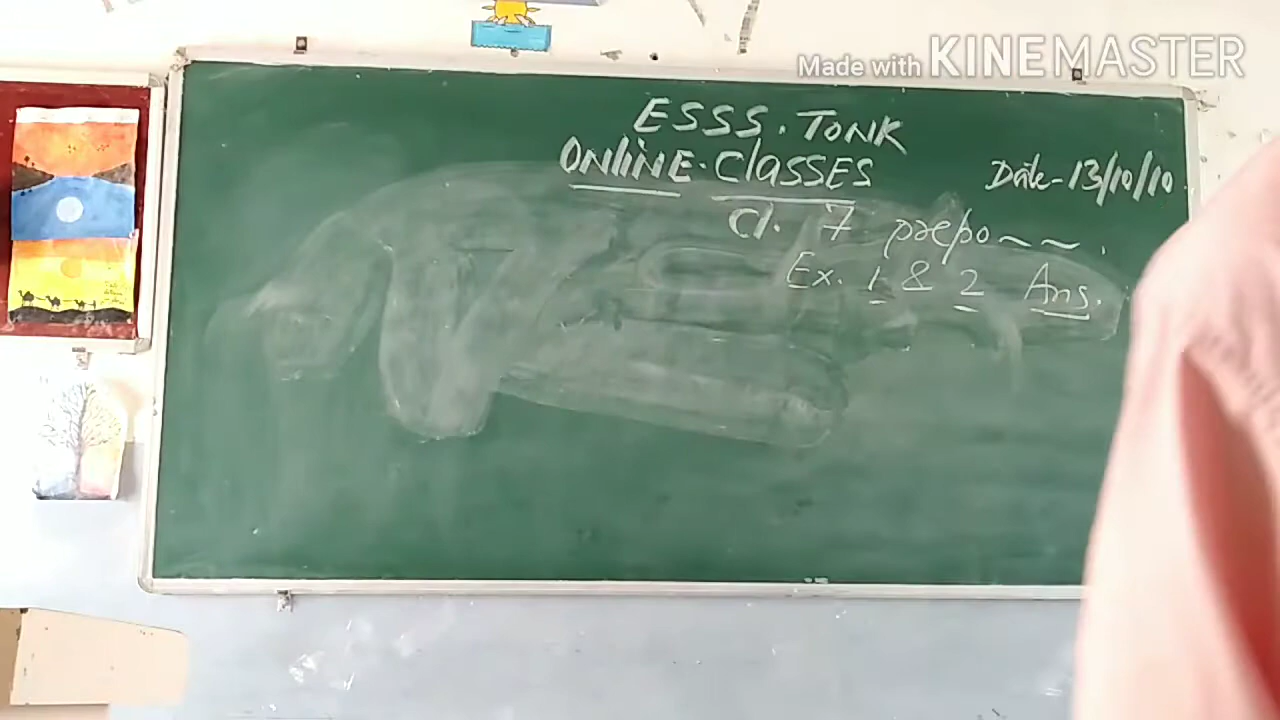 Made with KINEMASTER
ESSS. TONK
ONLINE. ClASSES
Date-13/10/10
Cl. 7 prepo~~.
Ex. 1 & 2 Ans.